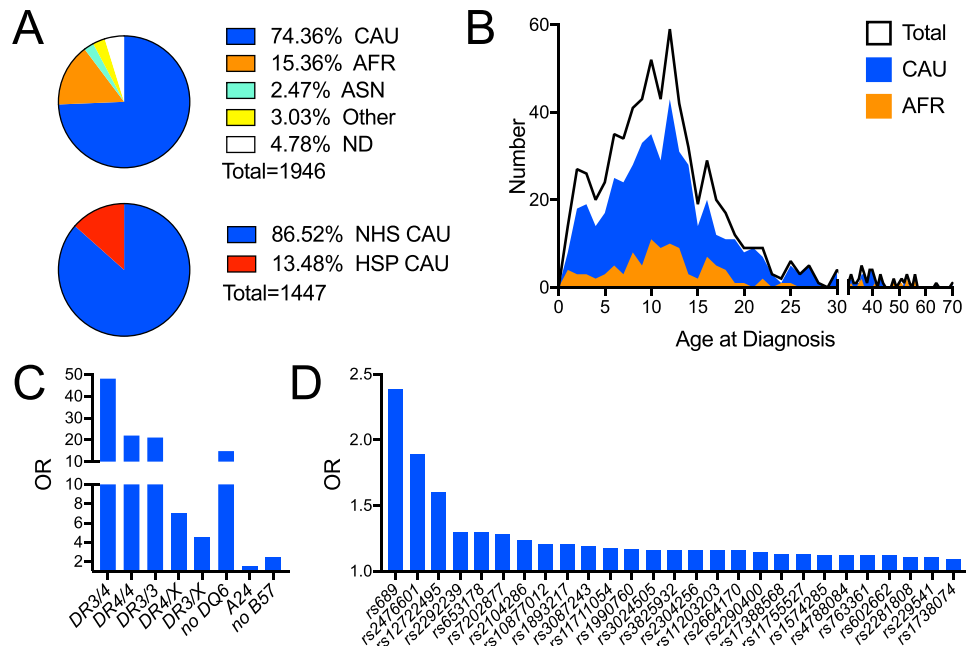 A
74.36% CAU
15.36% AFR
2.47% ASN
3.03% Other
4.78% ND
Total=1946
86.52% NHS CAU
13.48% HSP CAU
Total=1447
B
Total
CAU
AFR
Number
60
40
20
0
0 5 10 15 20 25 30 40 50 60 70
Age at Diagnosis
C
OR
50
40
30
20
10
10
8
6
4
2
DR3/4
DR4/4
DR3/3
DR4/X
DR3/X
no DQ6
A24
no B57
D
OR
2.5
2.0
1.5
1.0
rs689
rs2476601
rs12722495
rs2292239
rs653178
rs7202877
rs2104286
rs10877012
rs1893217
rs3087243
rs11711054
rs1990760
rs3024505
rs3825932
rs2304256
rs11203203
rs2664170
rs2290400
rs17388568
rs11755527
rs1574285
rs4788084
rs763361
rs602662
rs2281808
rs229541
rs1738074